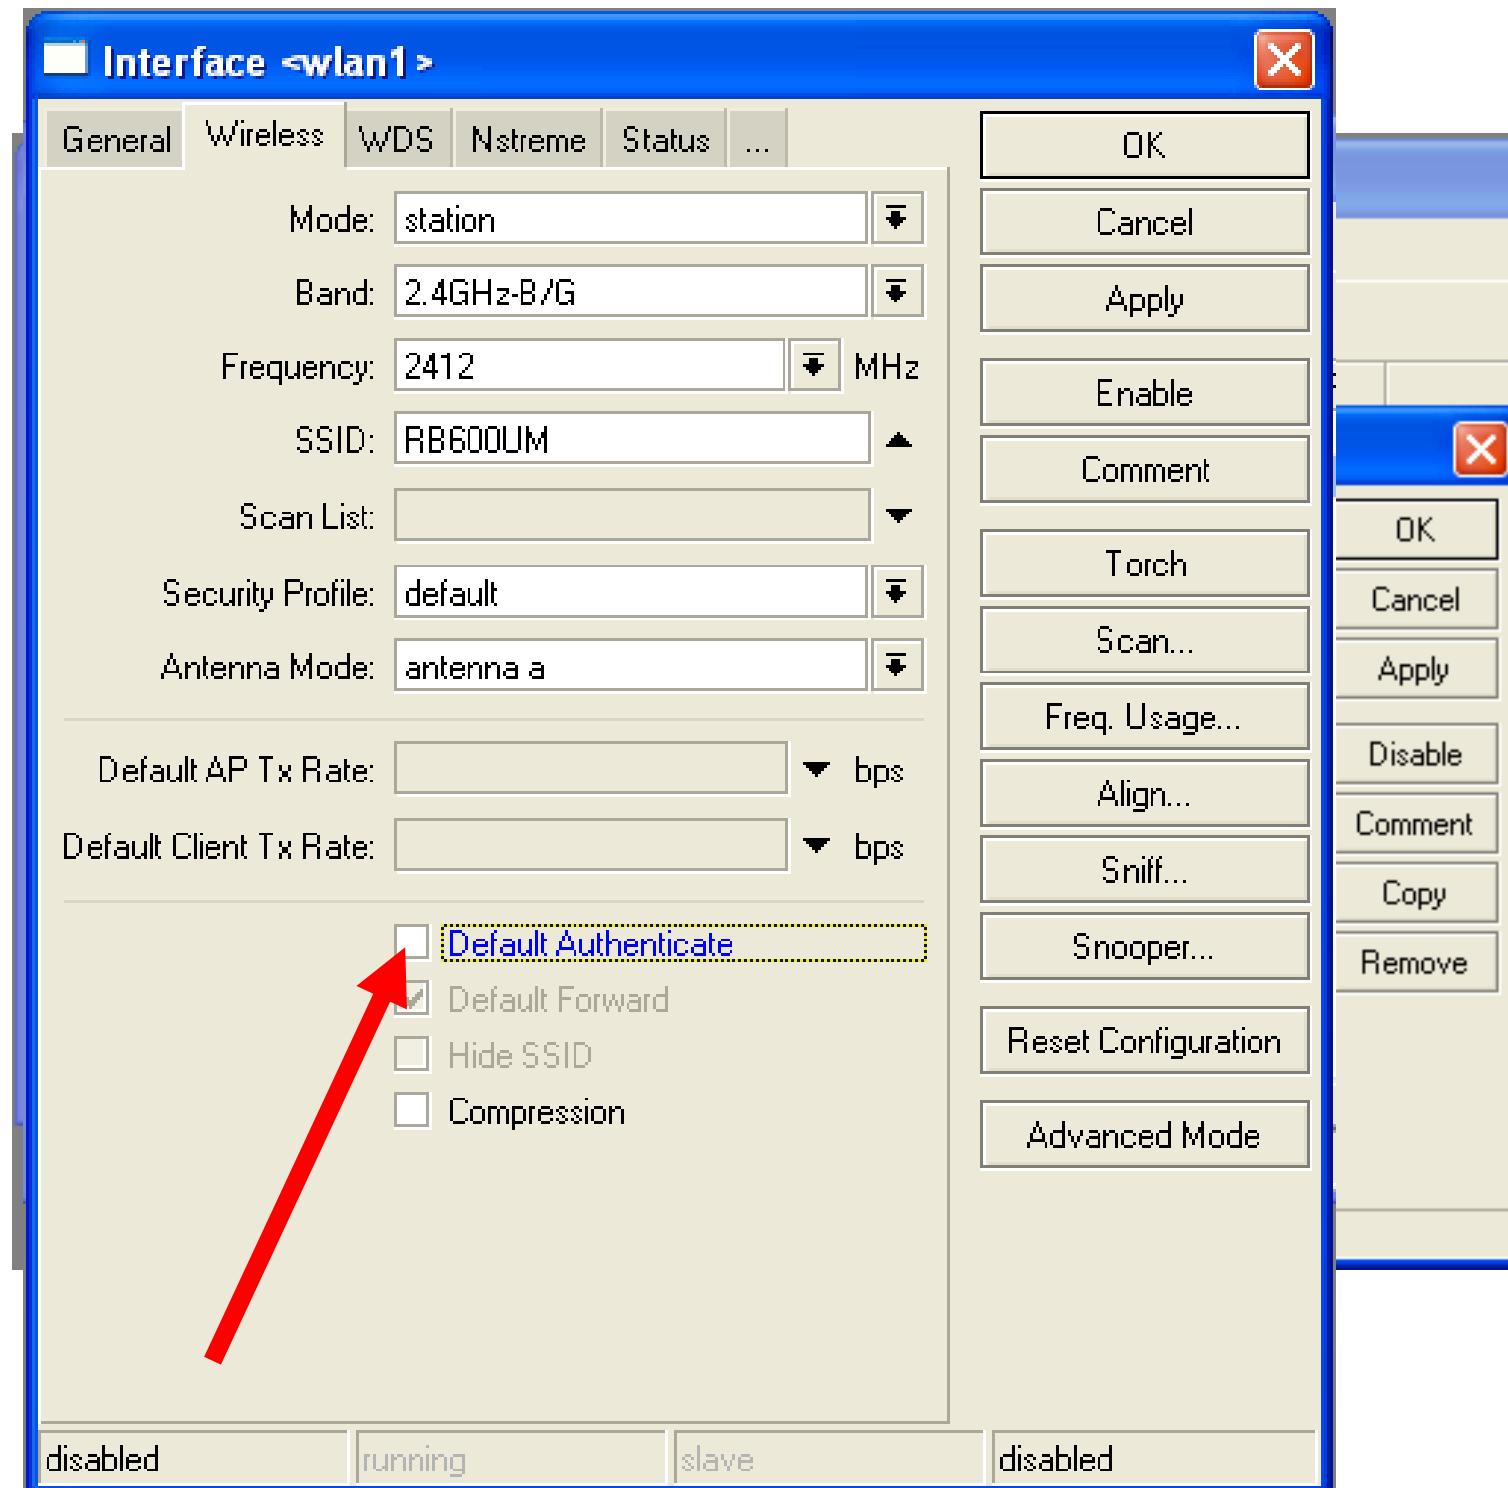 Interface <wlan1>
General Wireless WDS Nstreme Status ...
Mode: station
Band: 2.4GHz-B/G
Frequency: 2412 MHz
SSID: RB600UM
Scan List:
Security Profile: default
Antenna Mode: antenna a
Default AP Tx Rate: bps
Default Client Tx Rate: bps
Default Authenticate
Default Forward
Hide SSID
Compression
OK
Cancel
Apply
Enable
Comment
Torch
Scan...
Freq. Usage...
Align...
Sniff...
Snooper...
Reset Configuration
Advanced Mode
disabled running slave disabled
OK
Cancel
Apply
Disable
Comment
Copy
Remove